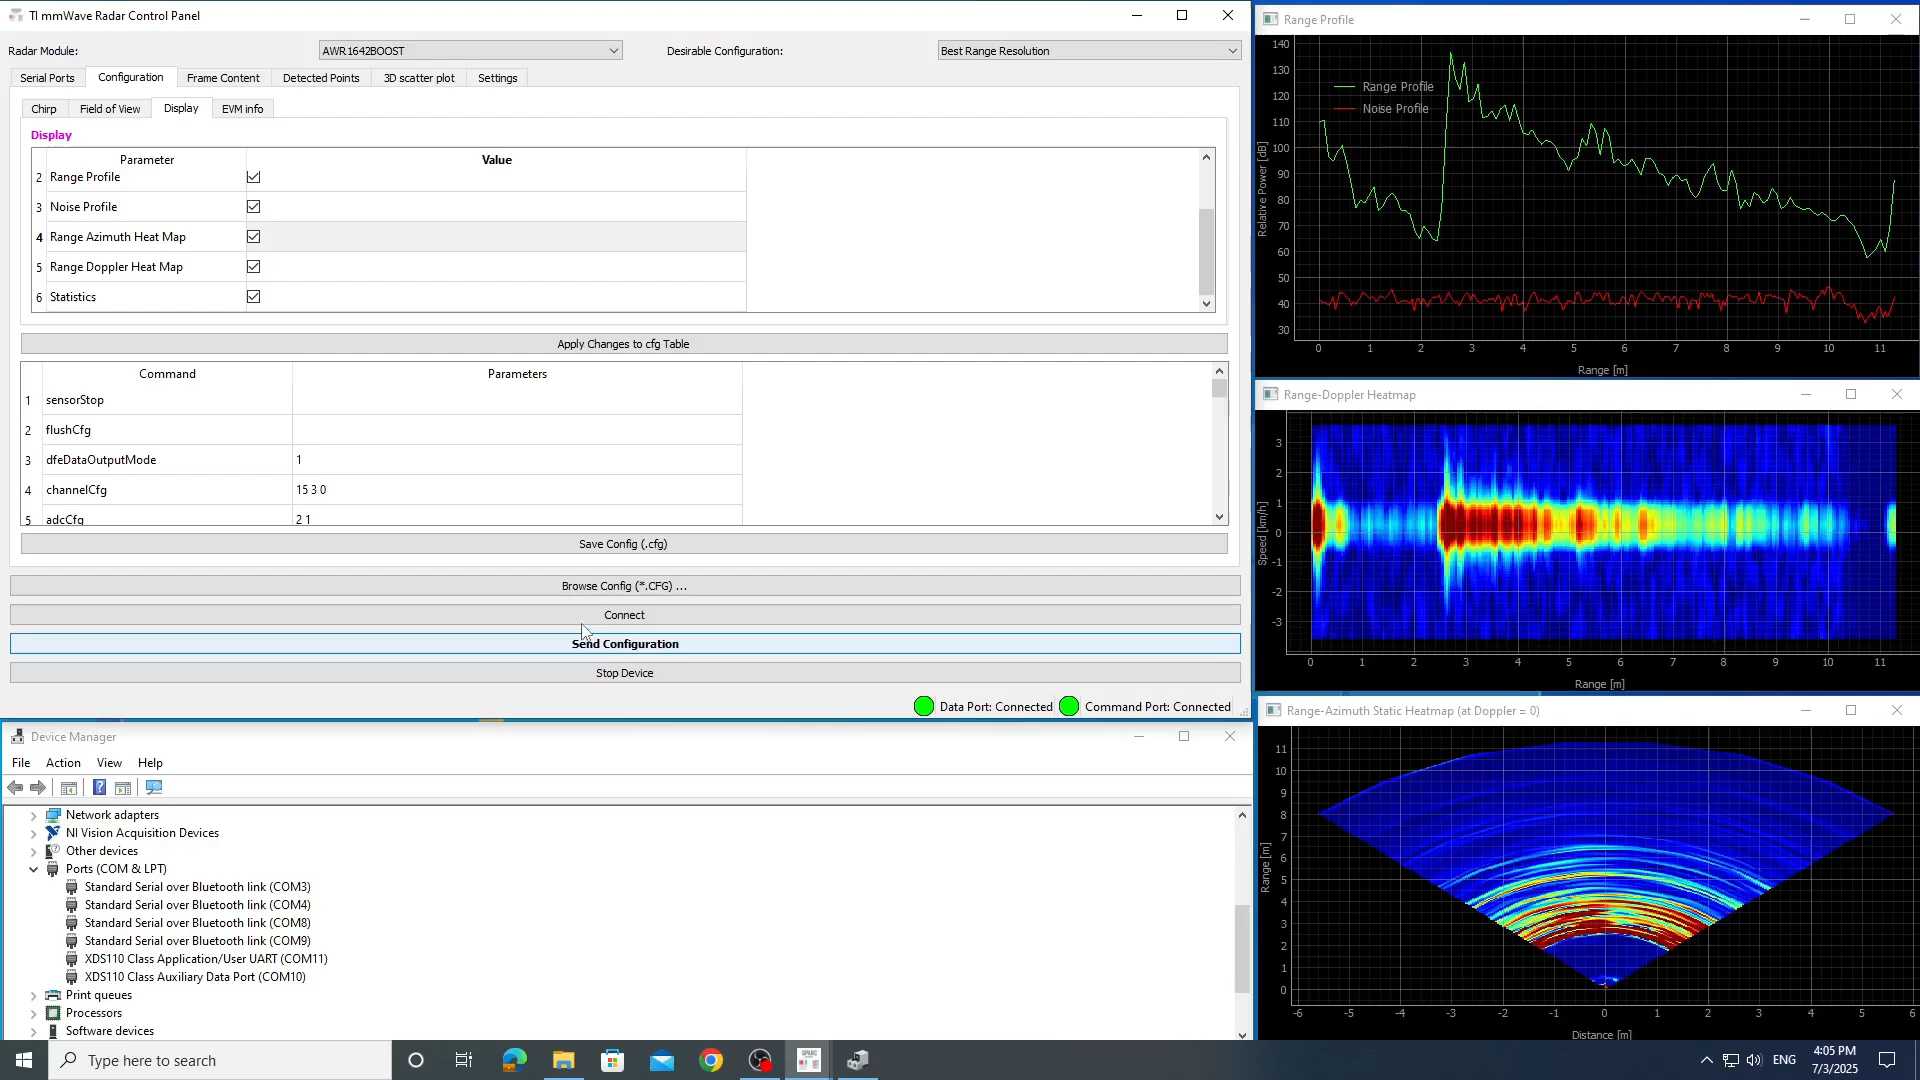 TI mmWave Radar Control Panel
Radar Module:
AWR1642BOOST
Desirable Configuration:
Best Range Resolution
Serial Ports
Configuration
Frame Content
Detected Points
3D scatter plot
Settings
Chirp
Field of View
Display
EVM info
Display
Parameter
Value
2 Range Profile
3 Noise Profile
4 Range Azimuth Heat Map
5 Range Doppler Heat Map
6 Statistics
Apply Changes to cfg Table
Command
Parameters
1 sensorStop
2 flushCfg
3 dfeDataOutputMode 1
4 channelCfg 15 3 0
5 adcCfg 2 1
Save Config (.cfg)
Browse Config (*.CFG) ...
Connect
Send Configuration
Stop Device
Data Port: Connected
Command Port: Connected
Device Manager
File Action View Help
Network adapters
NI Vision Acquisition Devices
Other devices
Ports (COM & LPT)
Standard Serial over Bluetooth link (COM3)
Standard Serial over Bluetooth link (COM4)
Standard Serial over Bluetooth link (COM8)
Standard Serial over Bluetooth link (COM9)
XDS110 Class Application/User UART (COM11)
XDS110 Class Auxiliary Data Port (COM10)
Print queues
Processors
Software devices
Range Profile
140
130
120
110
100
90
80
70
60
50
40
30
Relative Power [dB]
Range Profile
Noise Profile
0 1 2 3 4 5 6 7 8 9 10 11
Range [m]
Range-Doppler Heatmap
3
2
1
0
-1
-2
-3
Speed [km/h]
0 1 2 3 4 5 6 7 8 9 10 11
Range [m]
Range-Azimuth Static Heatmap (at Doppler = 0)
11
10
9
8
7
6
5
4
3
2
1
0
Range [m]
-6 -5 -4 -3 -2 -1 0 1 2 3 4 5 6
Distance [m]
Type here to search
ENG
4:05 PM
7/3/2025